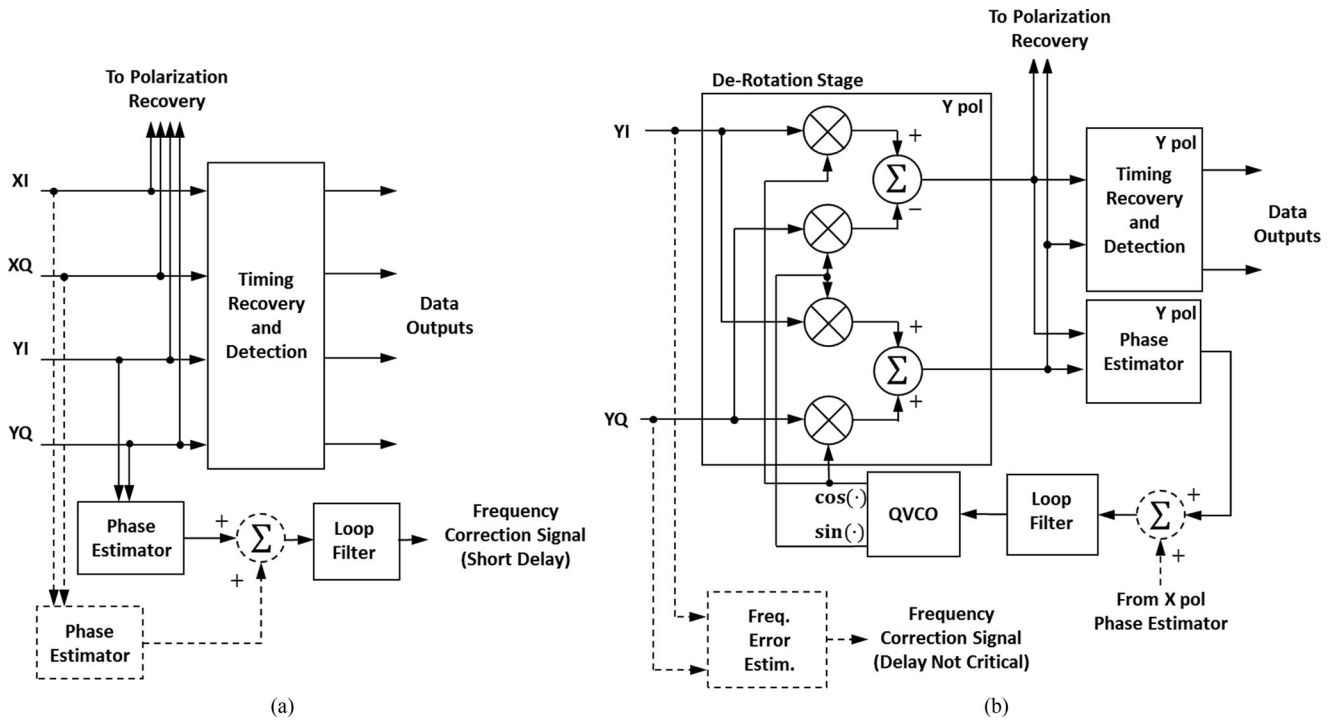 To Polarization
Recovery
XI
XQ
YI
YQ
Timing
Recovery
and
Detection
Data
Outputs
Phase
Estimator
+
+
Σ
Loop
Filter
Frequency
Correction Signal
(Short Delay)
Phase
Estimator
(a)
To Polarization
Recovery
De-Rotation Stage
Y pol
YI
YQ
+
Σ
−
+
Σ
+
Y pol
Timing
Recovery
and
Detection
Data
Outputs
Y pol
Phase
Estimator
cos(·)
sin(·)
QVCO
Loop
Filter
Σ
+
+
From X pol
Phase Estimator
Freq.
Error
Estim.
Frequency
Correction Signal
(Delay Not Critical)
(b)